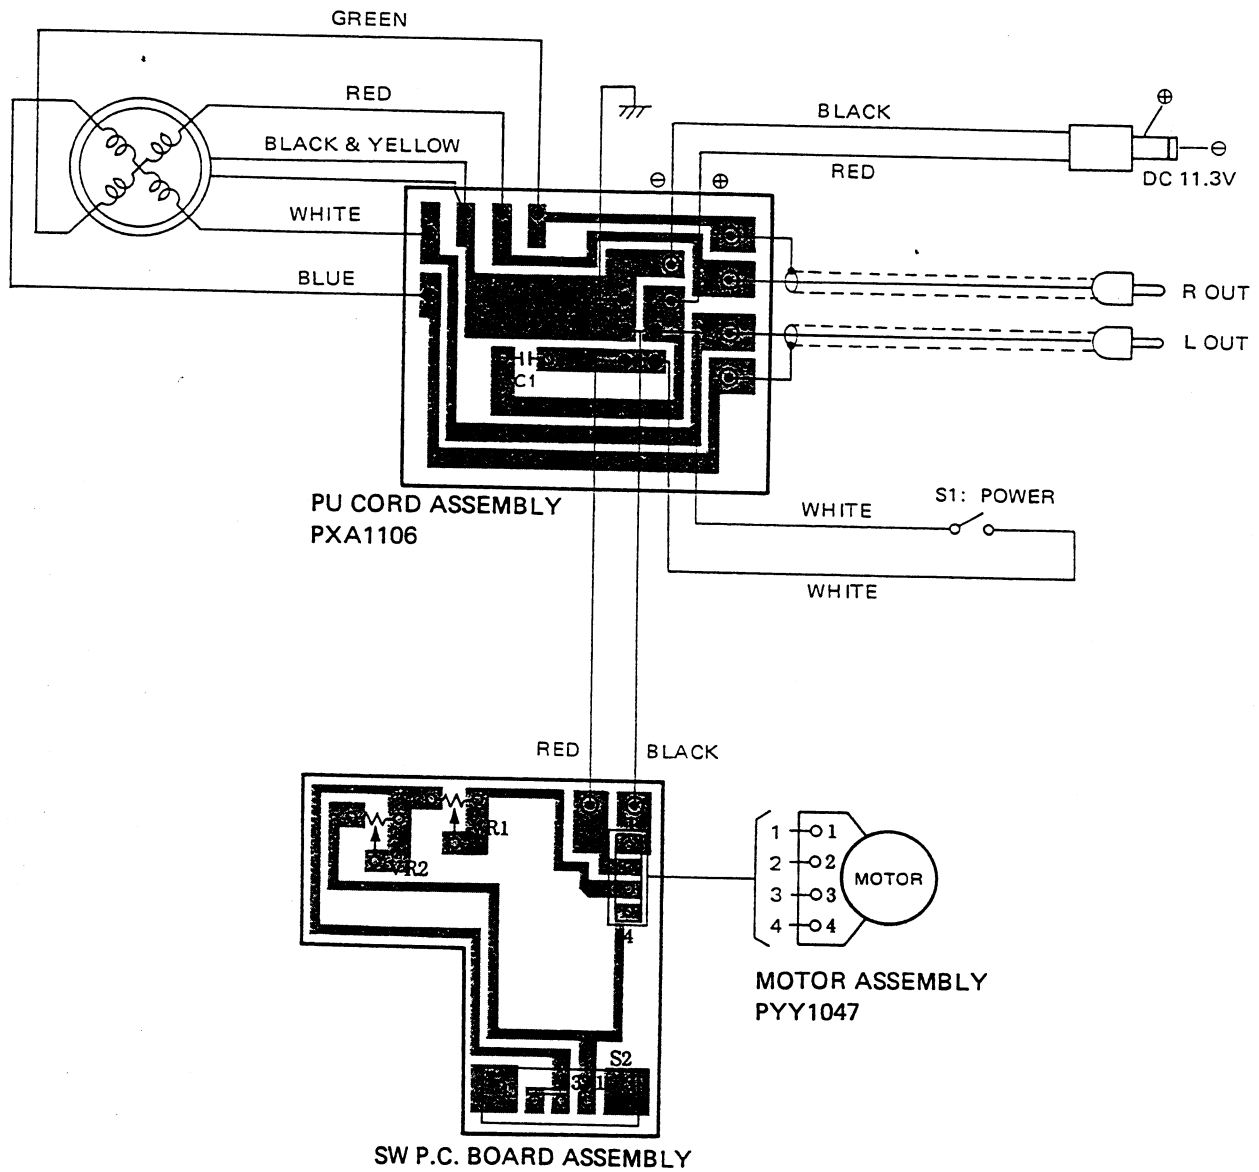 GREEN
RED
BLACK & YELLOW
WHITE
BLUE
BLACK
RED
⊕
⊖
DC 11.3V
⊖ ⊕
R OUT
L OUT
C1
PU CORD ASSEMBLY
PXA1106
S1: POWER
WHITE
WHITE
RED
BLACK
VR2
4
1
2
3
4
1
2
3
4
MOTOR
MOTOR ASSEMBLY
PYY1047
S2
3 1
SW P.C. BOARD ASSEMBLY